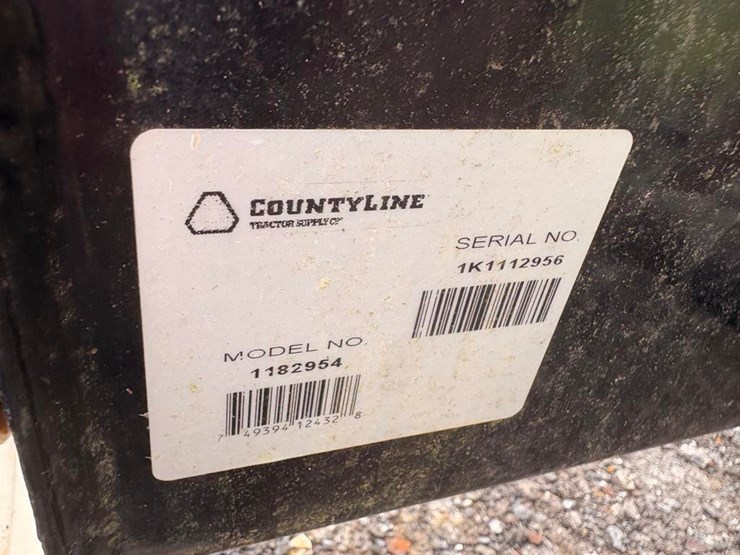 COUNTYLINE
TRACTOR SUPPLY CO
SERIAL NO.
1K1112956
MODEL NO.
1182954
7 49394 12432 8